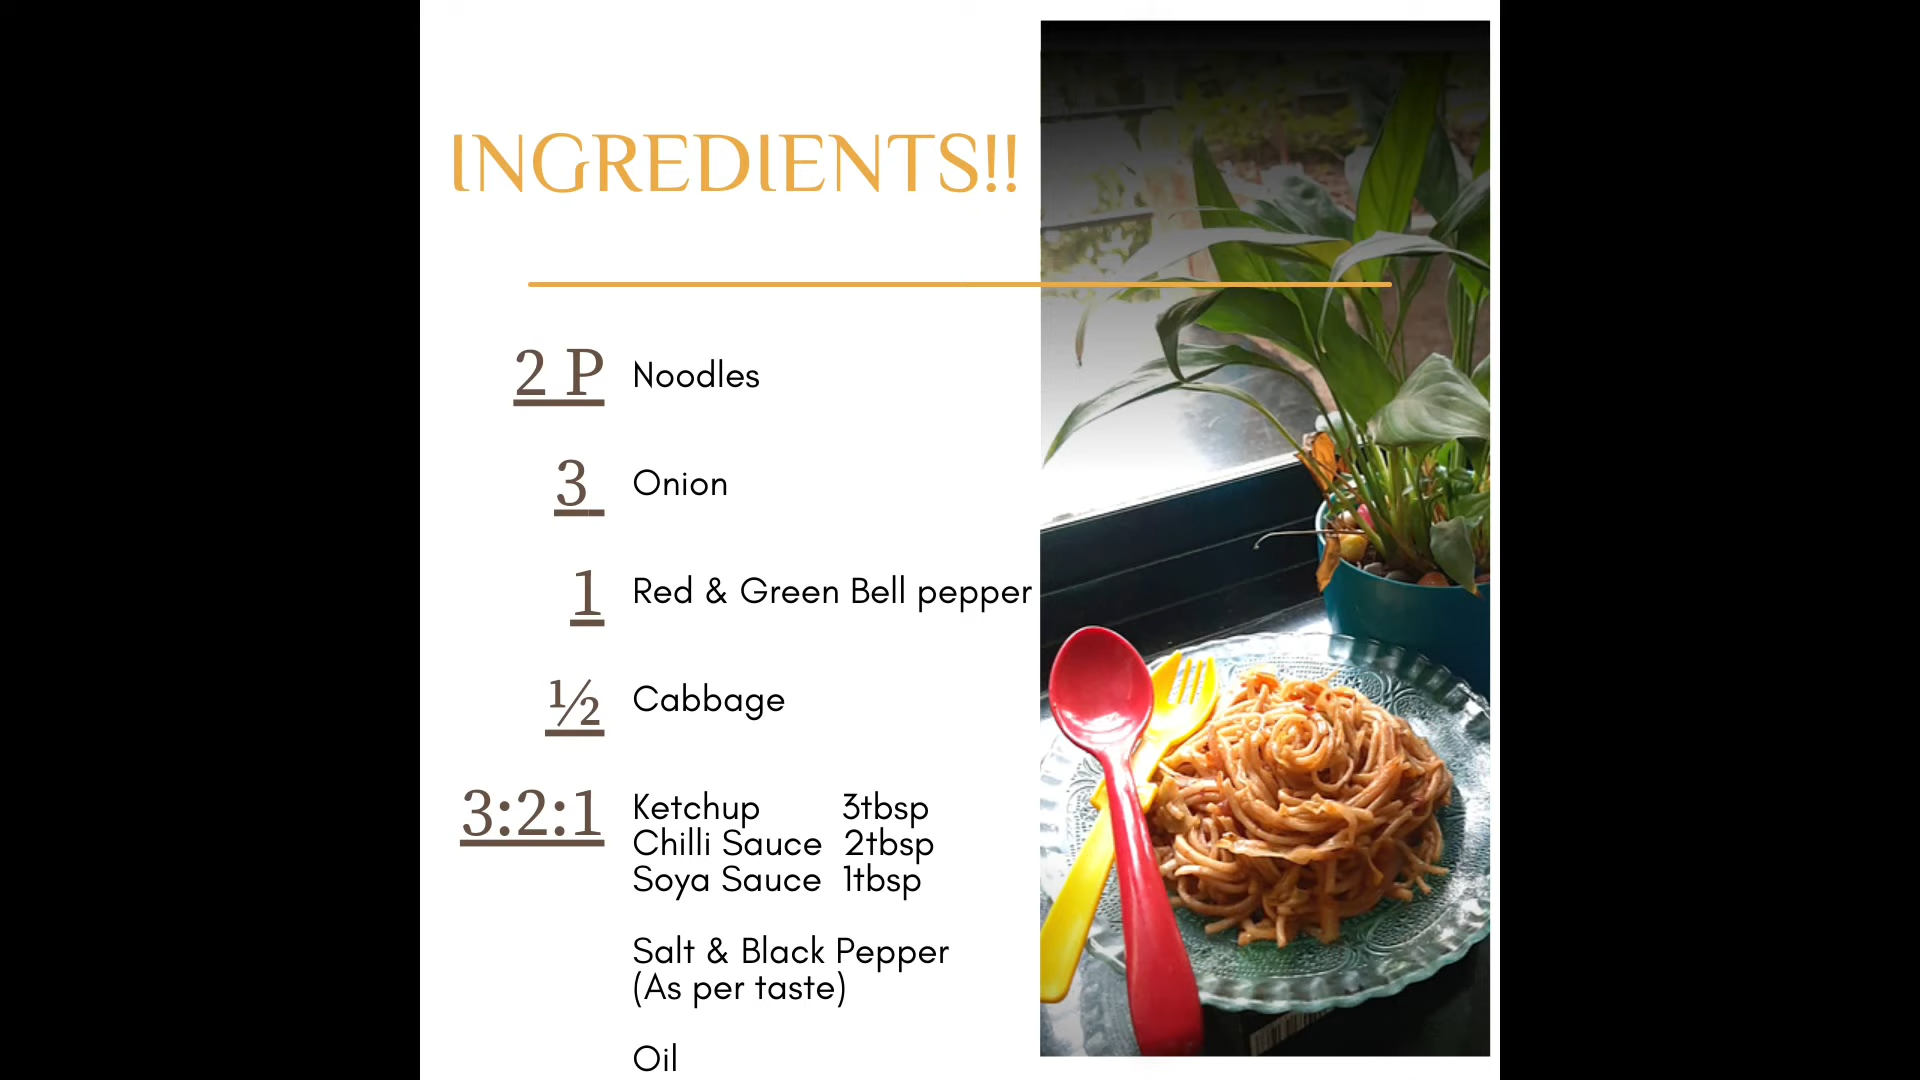 INGREDIENTS!!
2 P Noodles
3 Onion
1 Red & Green Bell pepper
½ Cabbage
3:2:1 Ketchup 3tbsp
Chilli Sauce 2tbsp
Soya Sauce 1tbsp
Salt & Black Pepper
(As per taste)
Oil